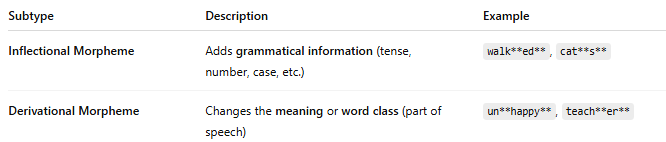 Subtype Description Example
Inflectional Morpheme Adds grammatical information (tense, walk**ed** , cat**s**
number, case, etc.)
Derivational Morpheme Changes the meaning or word class (part of un**happy** , teach**er**
speech)